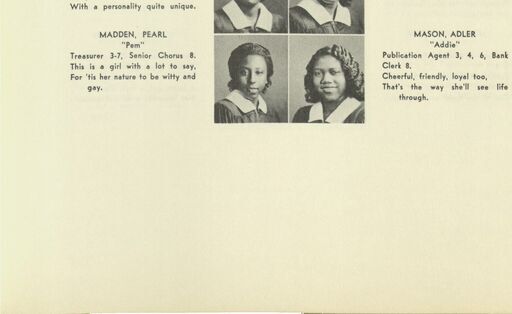 With a personality quite unique.
MADDEN, PEARL
"Pem"
Treasurer 3-7, Senior Chorus 8.
This is a girl with a lot to say,
For 'tis her nature to be witty and
gay.
MASON, ADLER
"Addie"
Publication Agent 3, 4, 6, Bank
Clerk 8.
Cheerful, friendly, loyal too,
That's the way she'll see life
through.